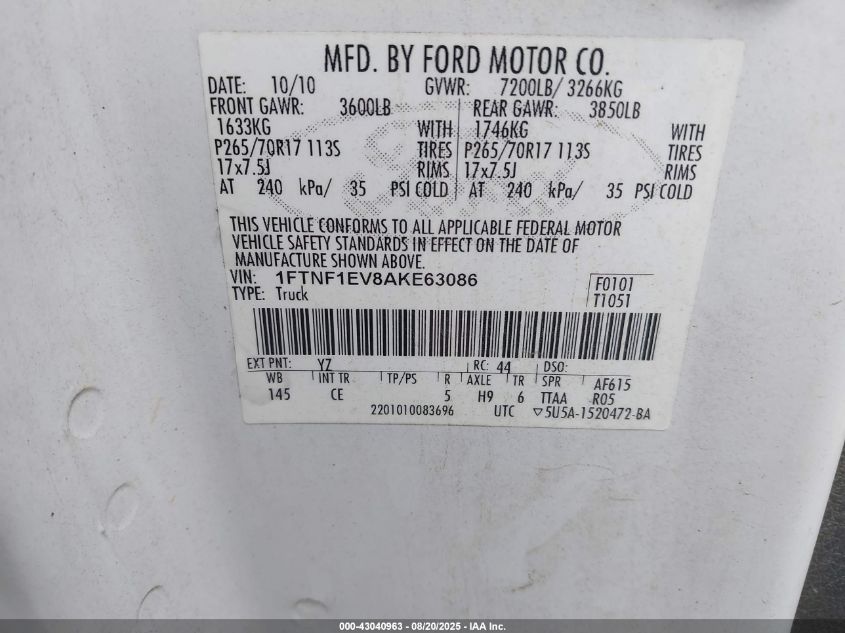 MFD. BY FORD MOTOR CO.
DATE: 10/10 GVWR: 7200LB/ 3266KG
FRONT GAWR: 3600LB REAR GAWR: 3850LB
1633KG WITH 1746KG WITH
P265/70R17 113S TIRES P265/70R17 113S TIRES
17x7.5J RIMS 17x7.5J RIMS
AT 240 kPa/ 35 PSI COLD AT 240 kPa/ 35 PSI COLD
THIS VEHICLE CONFORMS TO ALL APPLICABLE FEDERAL MOTOR
VEHICLE SAFETY STANDARDS IN EFFECT ON THE DATE OF
MANUFACTURE SHOWN ABOVE.
VIN: 1FTNF1EV8AKE63086 F0101
TYPE: Truck T1051
EXT PNT: YZ RC: 44 DSO:
WB INT TR TP/PS R AXLE TR SPR AF615
145 CE 5 H9 6 TTAA R05
2201010083696 UTC ▽5U5A-1520472-BA
000-43040963 - 08/20/2025 - IAA Inc.